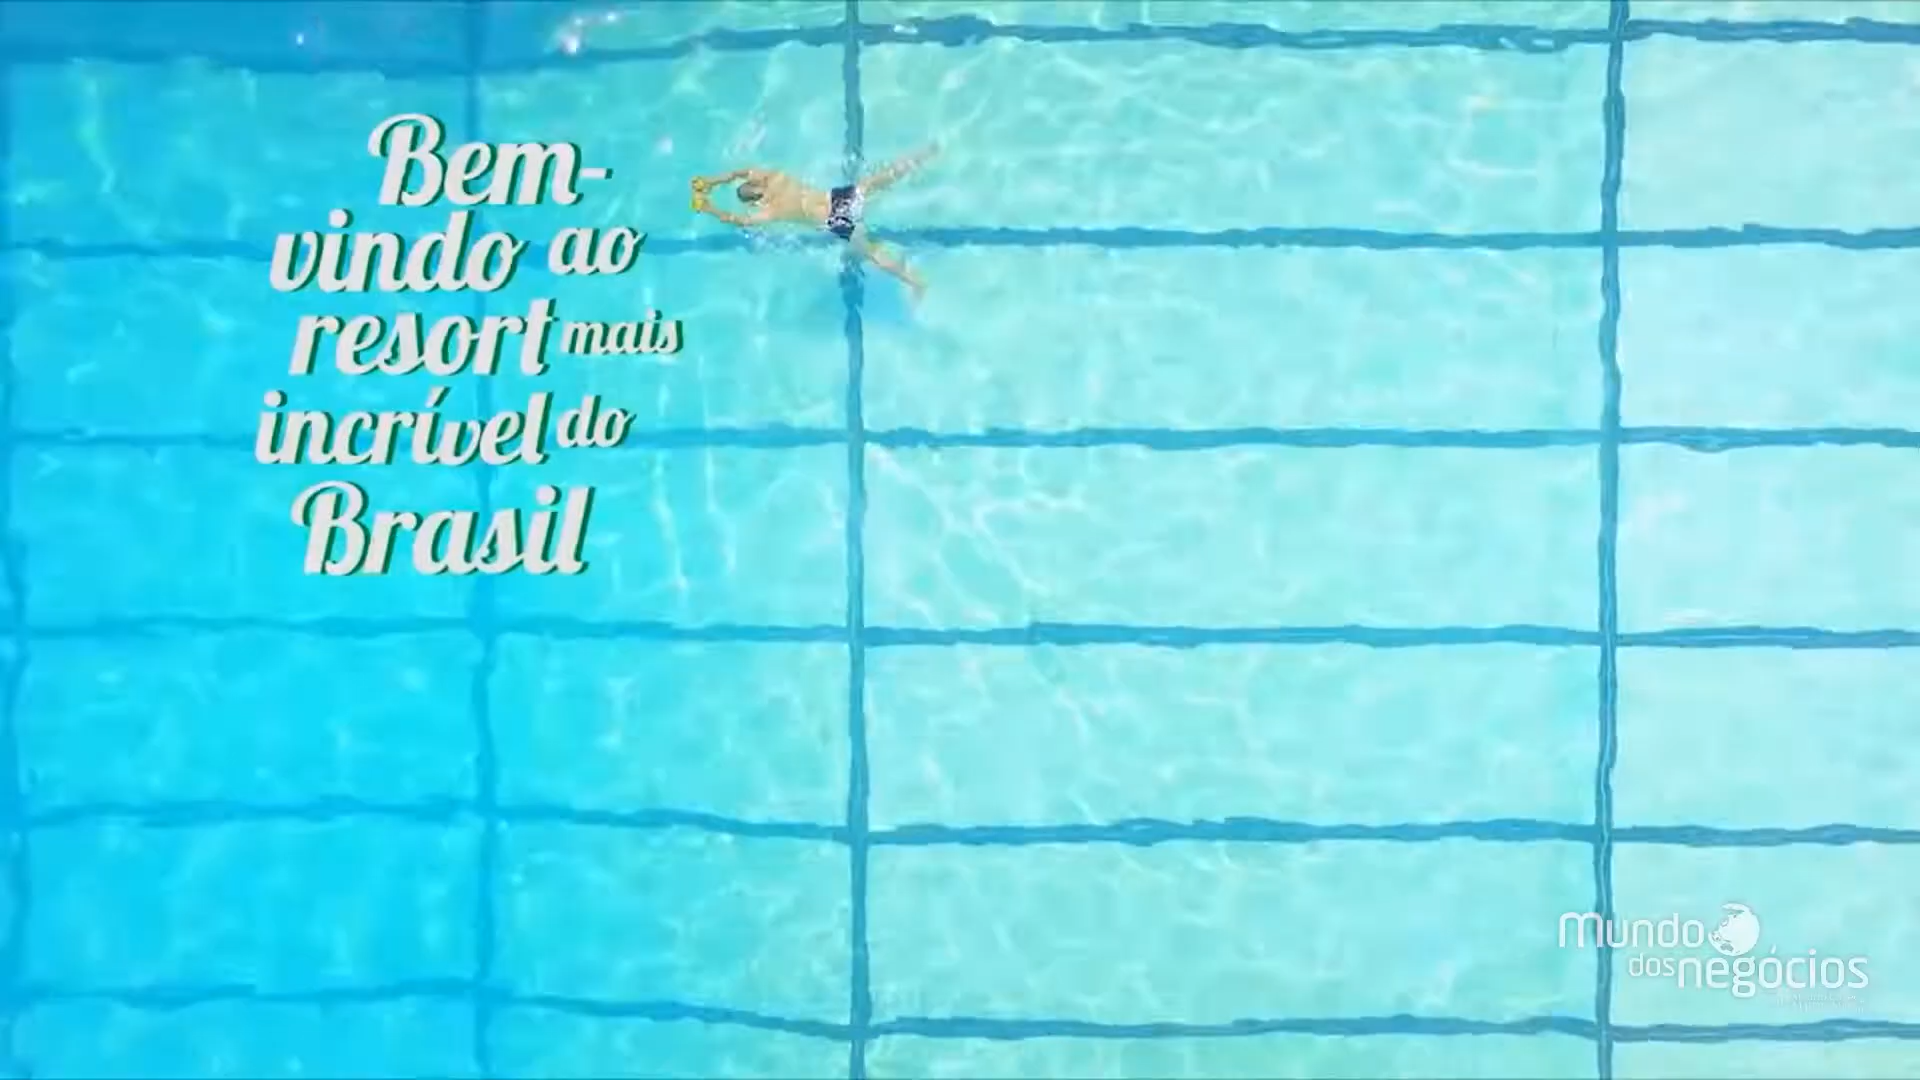 Bem-
vindo ao
resort mais
incrível do
Brasil
Mundo
dos negócios